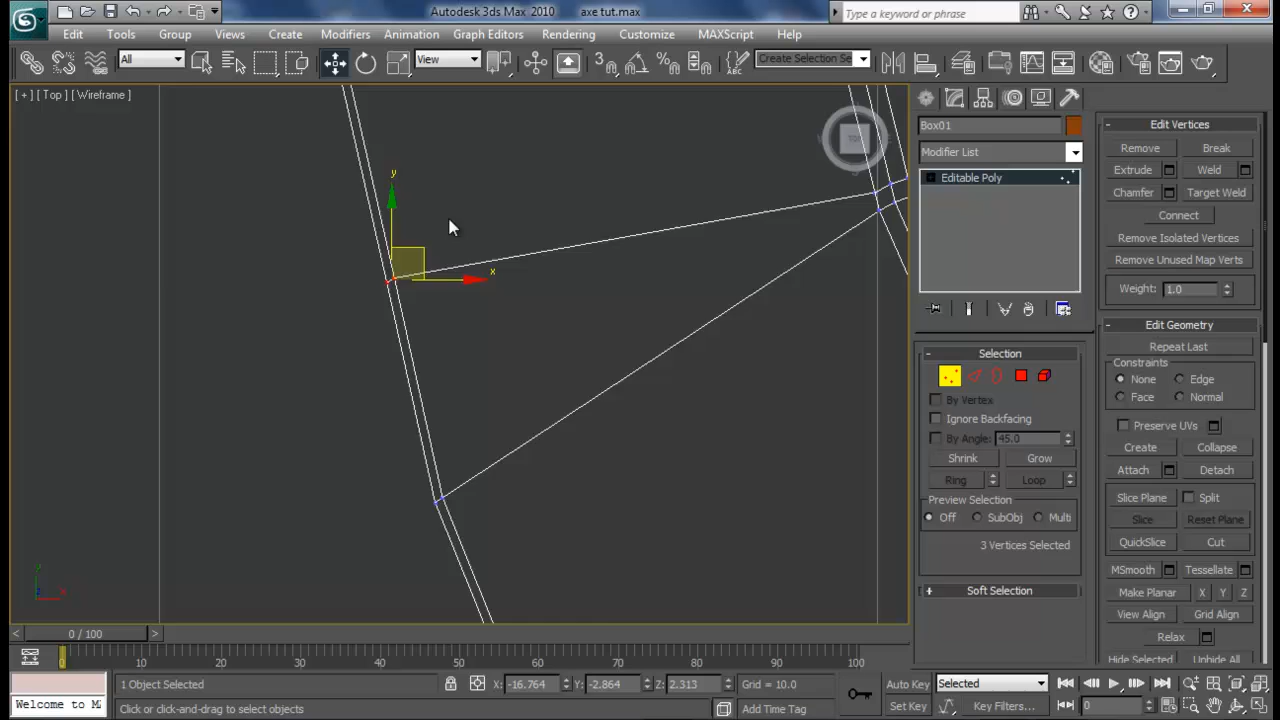 Autodesk 3ds Max 2010 axe tut.max Type a keyword or phrase
Edit Tools Group Views Create Modifiers Animation Graph Editors Rendering Customize MAXScript Help
All View Create Selection Se
[ + ] [ Top ] [ Wireframe ]
y
x
y
z x
0 / 100
0 10 20 30 40 50 60 70 80 90 100
1 Object Selected X: -16.764 Y: -2.864 Z: 2.313 Grid = 10.0 Auto Key Selected
Welcome to M Click or click-and-drag to select objects Add Time Tag Set Key Key Filters... 0
Box01
Modifier List
Editable Poly
Selection
By Vertex
Ignore Backfacing
By Angle: 45.0
Shrink Grow
Ring Loop
Preview Selection
Off SubObj Multi
3 Vertices Selected
Soft Selection
Edit Vertices
Remove Break
Extrude Weld
Chamfer Target Weld
Connect
Remove Isolated Vertices
Remove Unused Map Verts
Weight: 1.0
Edit Geometry
Repeat Last
Constraints
None Edge
Face Normal
Preserve UVs
Create Collapse
Attach Detach
Slice Plane Split
Slice Reset Plane
QuickSlice Cut
MSmooth Tessellate
Make Planar X Y Z
View Align Grid Align
Relax
Hide Selected Unhide All